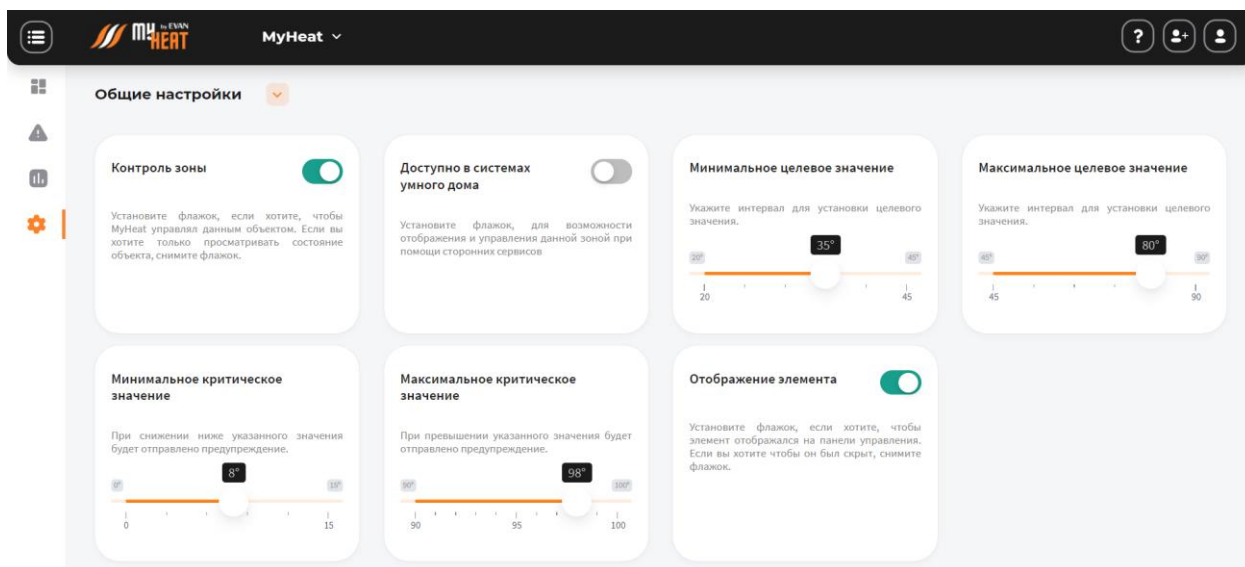 MY HEAT by EVAN
MyHeat
?
Общие настройки
Контроль зоны
Установите флажок, если хотите, чтобы
MyHeat управлял данным объектом. Если вы
хотите только просматривать состояние
объекта, снимите флажок.
Доступно в системах
умного дома
Установите флажок, для возможности
отображения и управления данной зоной при
помощи сторонних сервисов
Минимальное целевое значение
Укажите интервал для установки целевого
значения.
35°
20° 45°
20 45
Максимальное целевое значение
Укажите интервал для установки целевого
значения.
80°
45° 90°
45 90
Минимальное критическое
значение
При снижении ниже указанного значения
будет отправлено предупреждение.
8°
0° 15°
0 15
Максимальное критическое
значение
При превышении указанного значения будет
отправлено предупреждение.
98°
90° 100°
90 95 100
Отображение элемента
Установите флажок, если хотите, чтобы
элемент отображался на панели управления.
Если вы хотите чтобы он был скрыт, снимите
флажок.